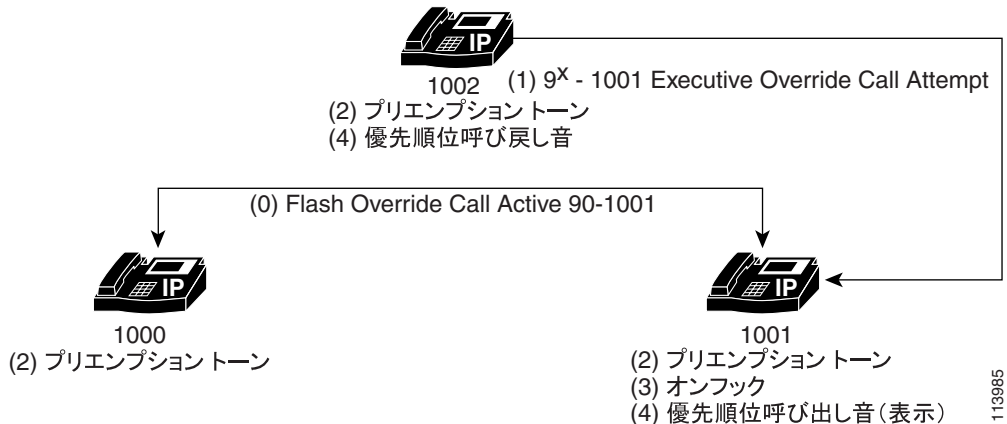 IP
1002
(1) 9X - 1001 Executive Override Call Attempt
(2) プリエンプション トーン
(4) 優先順位呼び戻し音
(0) Flash Override Call Active 90-1001
IP
1000
(2) プリエンプション トーン
IP
1001
(2) プリエンプション トーン
(3) オンフック
(4) 優先順位呼び出し音(表示)
113985